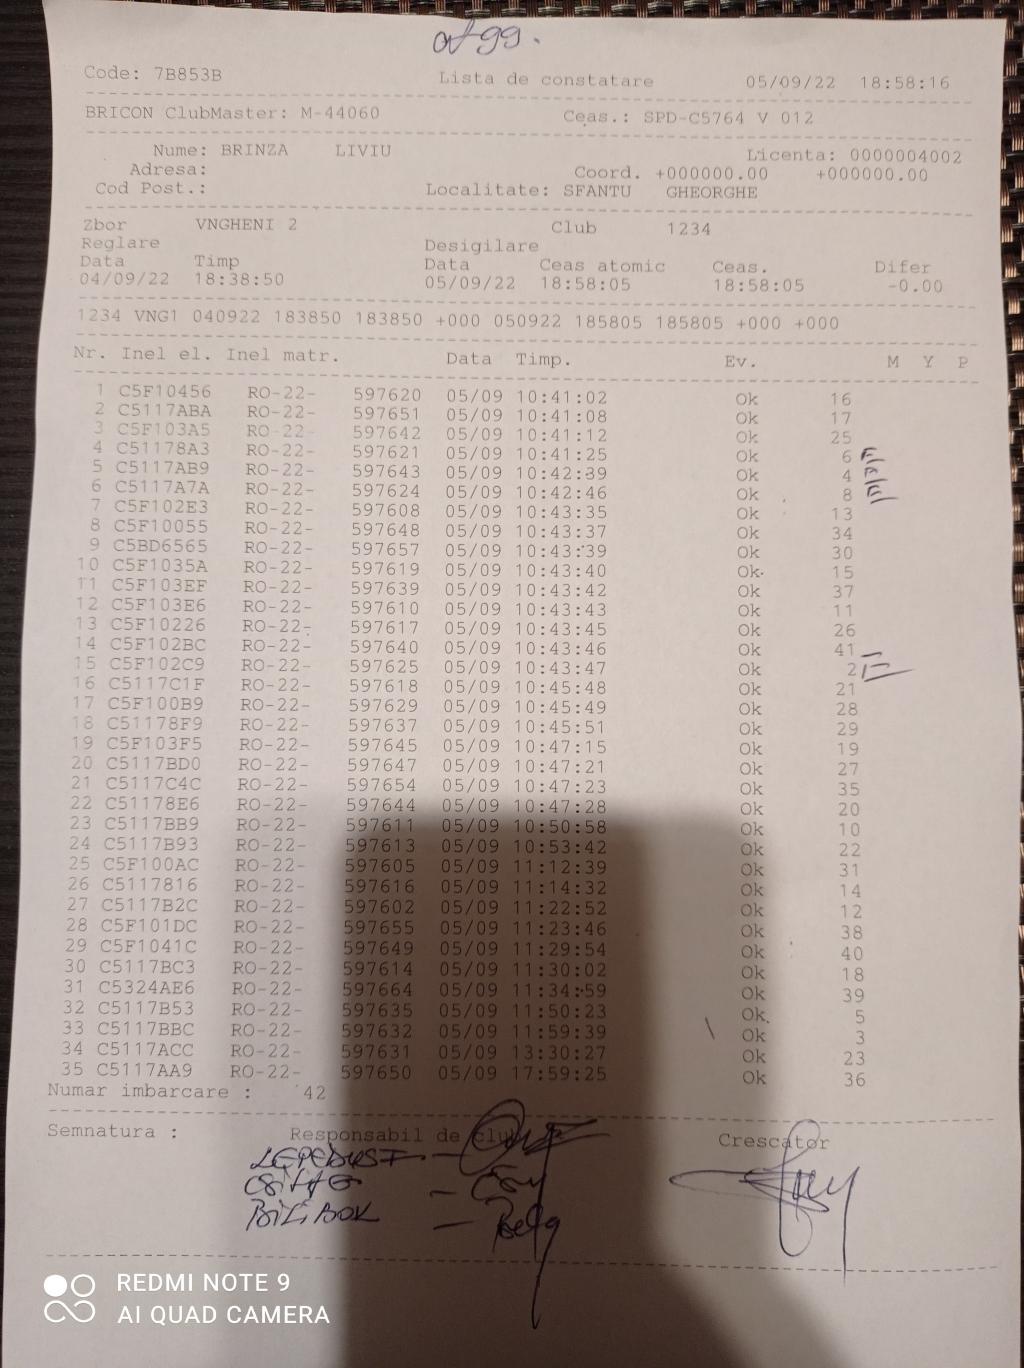 Code: 7B853B Lista de constatare 05/09/22 18:58:16
BRICON ClubMaster: M-44060 Ceas.: SPD-C5764 V 012
Nume: BRINZA LIVIU Licenta: 0000004002
Adresa: Coord. +000000.00 +000000.00
Cod Post.: Localitate: SFANTU GHEORGHE
Zbor VNGHENI 2 Club 1234
Reglare Desigilare
Data Timp Data Ceas atomic Ceas. Difer
04/09/22 18:38:50 05/09/22 18:58:05 18:58:05 -0.00
1234 VNG1 040922 183850 183850 +000 050922 185805 185805 +000 +000
Nr. Inel el. Inel matr. Data Timp. Ev. M Y P
1 C5F10456 RO-22- 597620 05/09 10:41:02 Ok 16
2 C5117ABA RO-22- 597651 05/09 10:41:08 Ok 17
3 C5F103A5 RO-22- 597642 05/09 10:41:12 Ok 25
4 C51178A3 RO-22- 597621 05/09 10:41:25 Ok 6
5 C5117AB9 RO-22- 597643 05/09 10:42:39 Ok 4
6 C5117A7A RO-22- 597624 05/09 10:42:46 Ok 8
7 C5F102E3 RO-22- 597608 05/09 10:43:35 Ok 13
8 C5F10055 RO-22- 597648 05/09 10:43:37 Ok 34
9 C5BD6565 RO-22- 597657 05/09 10:43:39 Ok 30
10 C5F1035A RO-22- 597619 05/09 10:43:40 Ok 15
11 C5F103EF RO-22- 597639 05/09 10:43:42 Ok 37
12 C5F103E6 RO-22- 597610 05/09 10:43:43 Ok 11
13 C5F10226 RO-22- 597617 05/09 10:43:45 Ok 26
14 C5F102BC RO-22- 597640 05/09 10:43:46 Ok 41
15 C5F102C9 RO-22- 597625 05/09 10:43:47 Ok 2
16 C5117C1F RO-22- 597618 05/09 10:45:48 Ok 21
17 C5F100B9 RO-22- 597629 05/09 10:45:49 Ok 28
18 C51178F9 RO-22- 597637 05/09 10:45:51 Ok 29
19 C5F103F5 RO-22- 597645 05/09 10:47:15 Ok 19
20 C5117BD0 RO-22- 597647 05/09 10:47:21 Ok 27
21 C5117C4C RO-22- 597654 05/09 10:47:23 Ok 35
22 C51178E6 RO-22- 597644 05/09 10:47:28 Ok 20
23 C5117BB9 RO-22- 597611 05/09 10:50:58 Ok 10
24 C5117B93 RO-22- 597613 05/09 10:53:42 Ok 22
25 C5F100AC RO-22- 597605 05/09 11:12:39 Ok 31
26 C5117816 RO-22- 597616 05/09 11:14:32 Ok 14
27 C5117B2C RO-22- 597602 05/09 11:22:52 Ok 12
28 C5F101DC RO-22- 597655 05/09 11:23:46 Ok 38
29 C5F1041C RO-22- 597649 05/09 11:29:54 Ok 40
30 C5117BC3 RO-22- 597614 05/09 11:30:02 Ok 18
31 C5324AE6 RO-22- 597664 05/09 11:34:59 Ok 39
32 C5117B53 RO-22- 597635 05/09 11:50:23 Ok 5
33 C5117BBC RO-22- 597632 05/09 11:59:39 Ok 3
34 C5117ACC RO-22- 597631 05/09 13:30:27 Ok 23
35 C5117AA9 RO-22- 597650 05/09 17:59:25 Ok 36
Numar imbarcare : 42
Semnatura : Responsabil de club Crescator
BILIBOK
REDMI NOTE 9
AI QUAD CAMERA